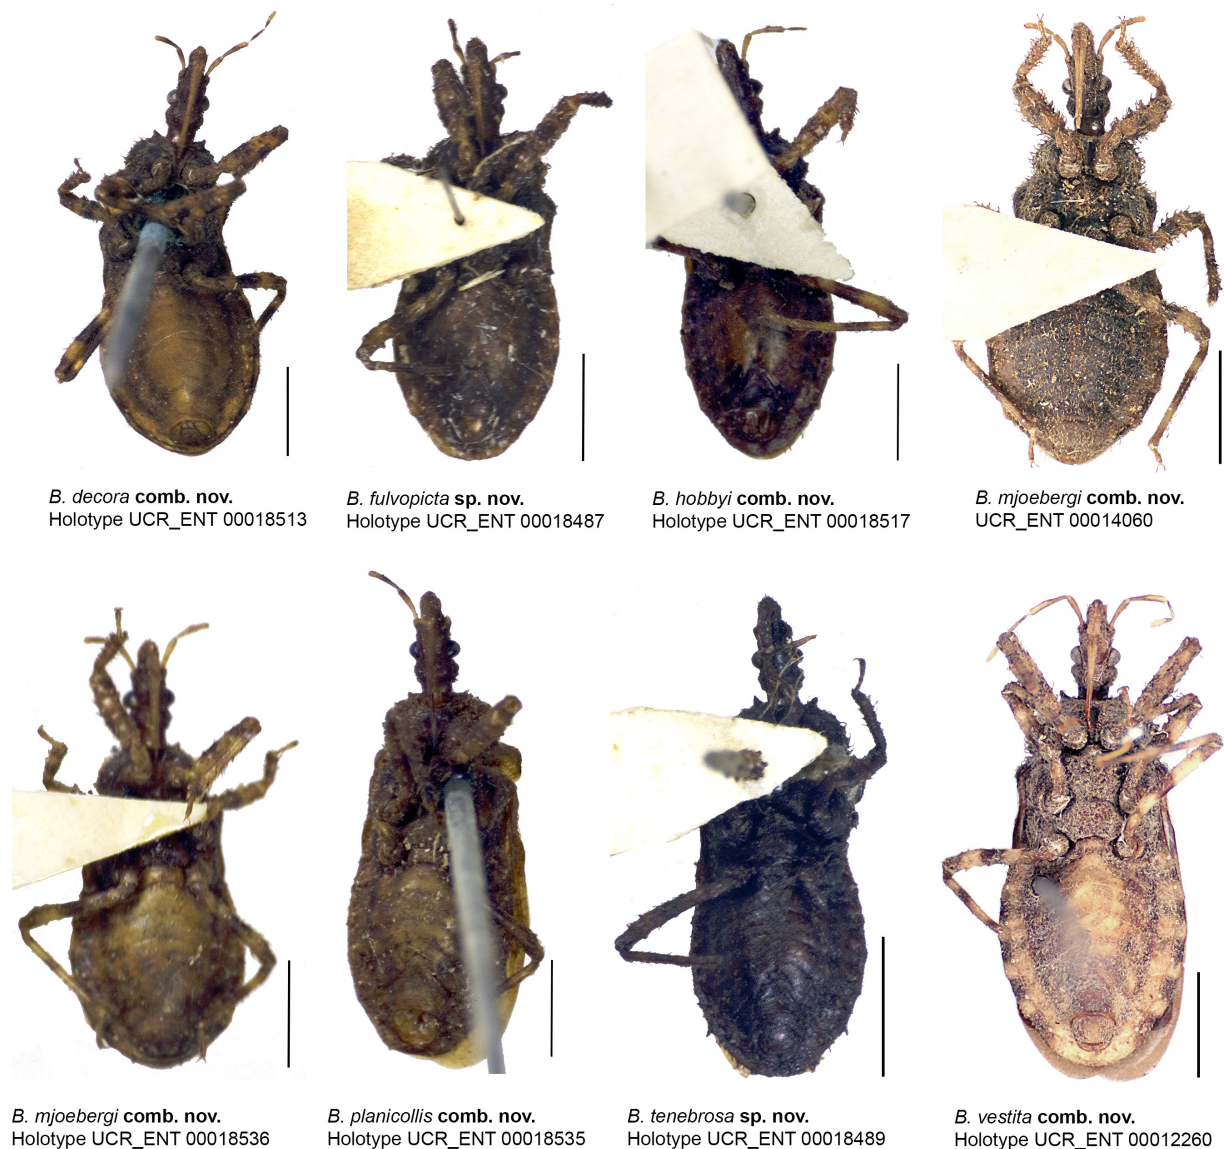 B. decora comb. nov.
Holotype UCR_ENT 00018513
B. fulvopicta sp. nov.
Holotype UCR_ENT 00018487
B. hobbyi comb. nov.
Holotype UCR_ENT 00018517
B. mjoebergi comb. nov.
UCR_ENT 00014060
B. mjoebergi comb. nov.
Holotype UCR_ENT 00018536
B. planicollis comb. nov.
Holotype UCR_ENT 00018535
B. tenebrosa sp. nov.
Holotype UCR_ENT 00018489
B. vestita comb. nov.
Holotype UCR_ENT 00012260